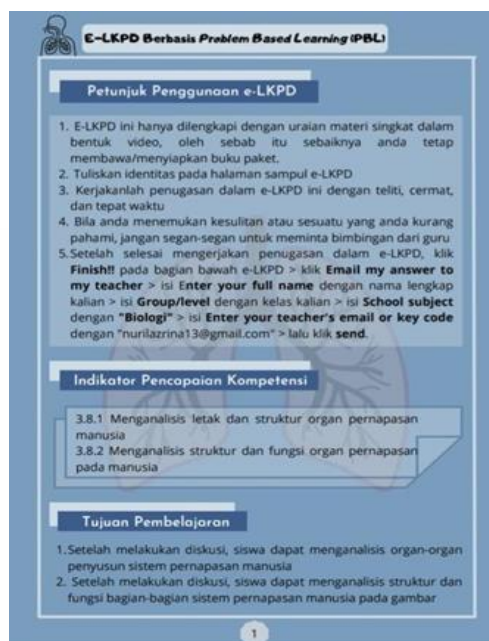 E-LKPD Berbasis Problem Based Learning (PBL)
Petunjuk Penggunaan e-LKPD
1. E-LKPD ini hanya dilengkapi dengan uraian materi singkat dalam
bentuk video, oleh sebab itu sebaiknya anda tetap
membawa/menyiapkan buku paket.
2. Tuliskan identitas pada halaman sampul e-LKPD
3. Kerjakanlah penugasan dalam e-LKPD ini dengan teliti, cermat,
dan tepat waktu
4. Bila anda menemukan kesulitan atau sesuatu yang anda kurang
pahami, jangan segan-segan untuk meminta bimbingan dari guru
5. Setelah selesai mengerjakan penugasan dalam e-LKPD, klik
Finish!! pada bagian bawah e-LKPD > klik Email my answer to
my teacher > isi Enter your full name dengan nama lengkap
kalian > isi Group/level dengan kelas kalian > isi School subject
dengan "Biologi" > isi Enter your teacher's email or key code
dengan "nurilazrina13@gmail.com" > lalu klik send.
Indikator Pencapaian Kompetensi
3.8.1 Menganalisis letak dan struktur organ pernapasan
manusia
3.8.2 Menganalisis struktur dan fungsi organ pernapasan
pada manusia
Tujuan Pembelajaran
1. Setelah melakukan diskusi, siswa dapat menganalisis organ-organ
penyusun sistem pernapasan manusia
2. Setelah melakukan diskusi, siswa dapat menganalisis struktur dan
fungsi bagian-bagian sistem pernapasan manusia pada gambar
1